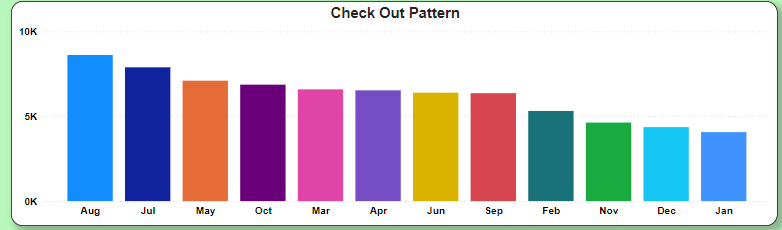 Check Out Pattern
10K
5K
0K
Aug Jul May Oct Mar Apr Jun Sep Feb Nov Dec Jan